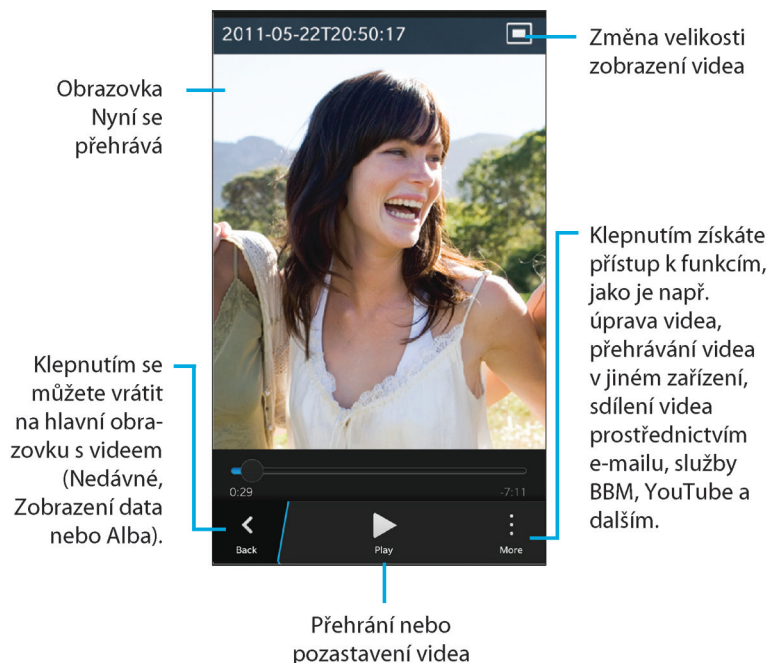 2011-05-22T20:50:17
Změna velikosti
zobrazení videa
Obrazovka
Nyní se
přehrává
Klepnutím získáte
přístup k funkcím,
jako je např.
úprava videa,
přehrávání videa
v jiném zařízení,
sdílení videa
prostřednictvím
e-mailu, služby
BBM, YouTube a
dalším.
Klepnutím se
můžete vrátit
na hlavní obra-
zovku s videem
(Nedávné,
Zobrazení data
nebo Alba).
0:29 -7:11
Back Play More
Přehrání nebo
pozastavení videa